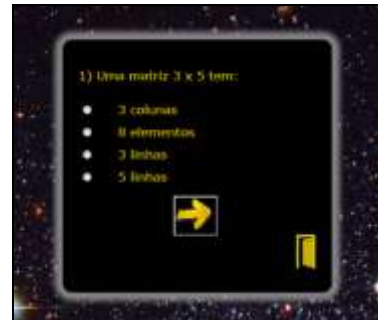 1) Uma matriz 3 x 5 tem:
3 colunas
8 elementos
3 linhas
5 linhas